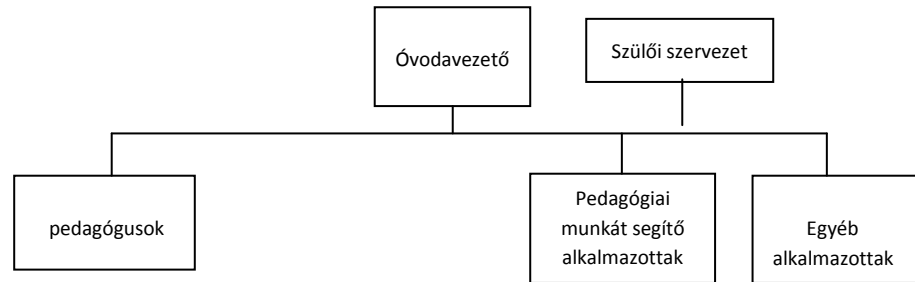 Óvodavezető
Szülői szervezet
pedagógusok
Pedagógiai
munkát segítő
alkalmazottak
Egyéb
alkalmazottak